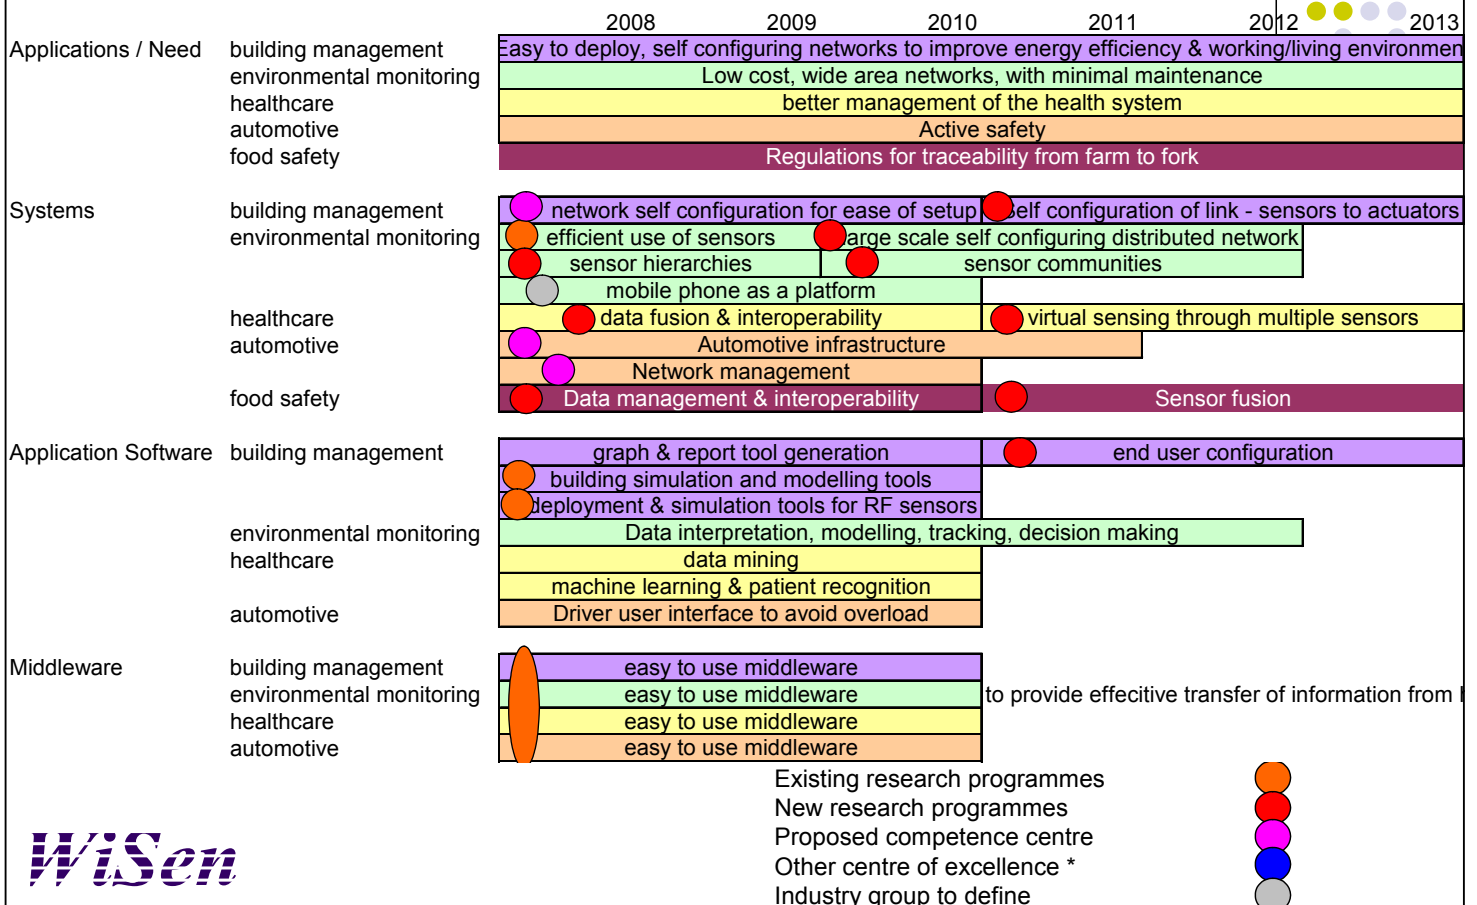 2008 2009 2010 2011 2012 2013
Applications / Need building management Easy to deploy, self configuring networks to improve energy efficiency & working/living environmen
environmental monitoring Low cost, wide area networks, with minimal maintenance
healthcare better management of the health system
automotive Active safety
food safety Regulations for traceability from farm to fork
Systems building management network self configuration for ease of setup Self configuration of link - sensors to actuators
environmental monitoring efficient use of sensors arge scale self configuring distributed network
sensor hierarchies sensor communities
mobile phone as a platform
healthcare data fusion & interoperability virtual sensing through multiple sensors
automotive Automotive infrastructure
Network management
food safety Data management & interoperability Sensor fusion
Application Software building management graph & report tool generation end user configuration
building simulation and modelling tools
deployment & simulation tools for RF sensors
environmental monitoring Data interpretation, modelling, tracking, decision making
healthcare data mining
machine learning & patient recognition
automotive Driver user interface to avoid overload
Middleware building management easy to use middleware
environmental monitoring easy to use middleware to provide effecitive transfer of information from
healthcare easy to use middleware
automotive easy to use middleware
Existing research programmes
New research programmes
Proposed competence centre
Other centre of excellence *
Industry group to define
WiSen